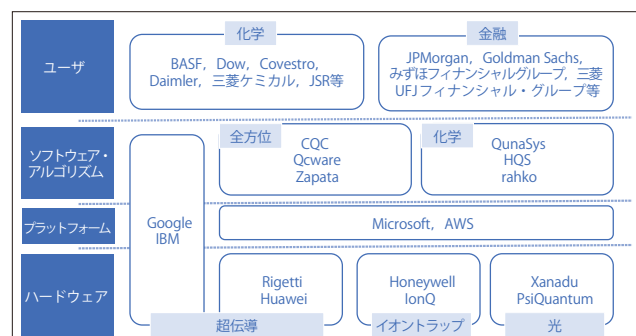 ユーザ
化学
BASF，Dow，Covestro，
Daimler，三菱ケミカル，JSR等
金融
JPMorgan，Goldman Sachs，
みずほフィナンシャルグループ，三菱
UFJフィナンシャル・グループ等
ソフトウェア・
アルゴリズム
全方位
CQC
Qcware
Zapata
化学
QunaSys
HQS
rahko
プラットフォーム
Google
IBM
Microsoft，AWS
ハードウェア
Rigetti
Huawei
Honeywell
IonQ
Xanadu
PsiQuantum
超伝導
イオントラップ
光